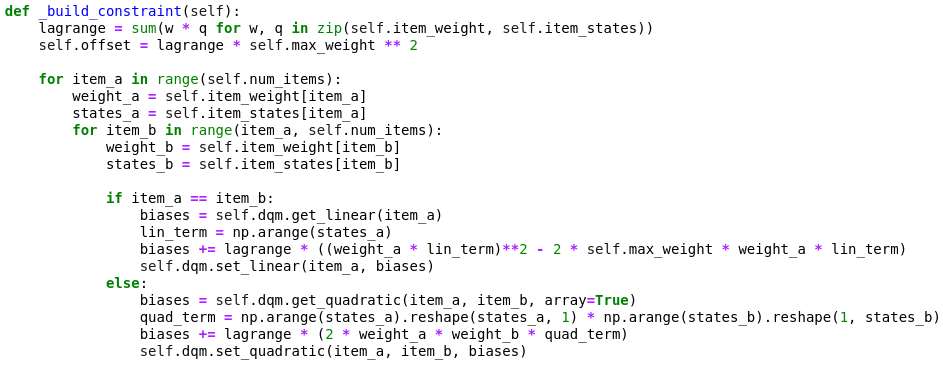 def _build_constraint(self):
    lagrange = sum(w * q for w, q in zip(self.item_weight, self.item_states))
    self.offset = lagrange * self.max_weight ** 2

    for item_a in range(self.num_items):
        weight_a = self.item_weight[item_a]
        states_a = self.item_states[item_a]
        for item_b in range(item_a, self.num_items):
            weight_b = self.item_weight[item_b]
            states_b = self.item_states[item_b]

            if item_a == item_b:
                biases = self.dqm.get_linear(item_a)
                lin_term = np.arange(states_a)
                biases += lagrange * ((weight_a * lin_term)**2 - 2 * self.max_weight * weight_a * lin_term)
                self.dqm.set_linear(item_a, biases)
            else:
                biases = self.dqm.get_quadratic(item_a, item_b, array=True)
                quad_term = np.arange(states_a).reshape(states_a, 1) * np.arange(states_b).reshape(1, states_b)
                biases += lagrange * (2 * weight_a * weight_b * quad_term)
                self.dqm.set_quadratic(item_a, item_b, biases)